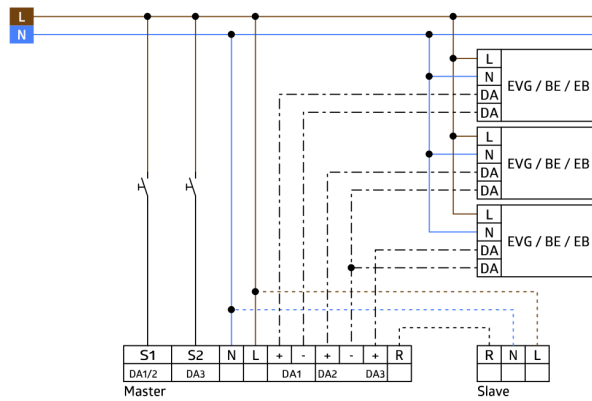 L
N
L
N EVG / BE / EB
DA
DA
L
N EVG / BE / EB
DA
DA
L
N EVG / BE / EB
DA
DA
S1 S2 N L + - + - + R
DA1/2 DA3 DA1 DA2 DA3
Master
R N L
Slave